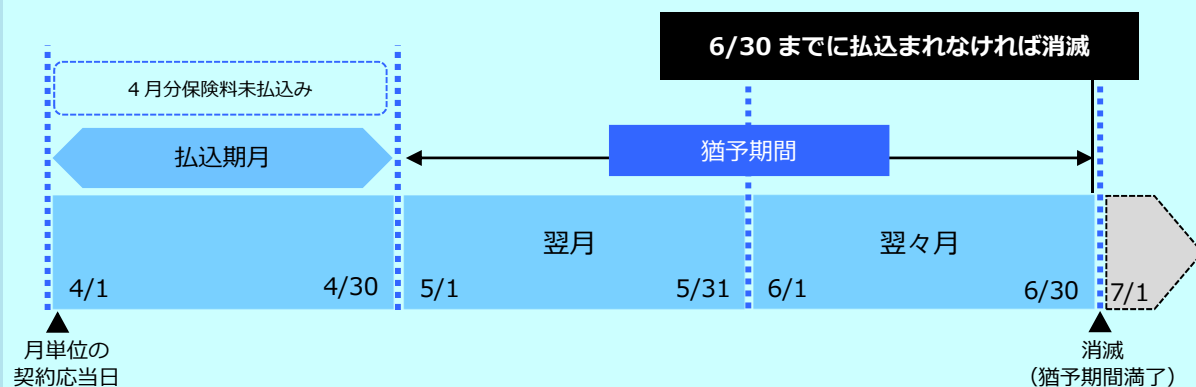 6/30 までに払込まれなければ消滅
4 月分保険料未払込み
払込期月
猶予期間
翌月
翌々月
4/1
4/30
5/1
5/31
6/1
6/30
7/1
月単位の
契約応当日
消滅
（猶予期間満了）